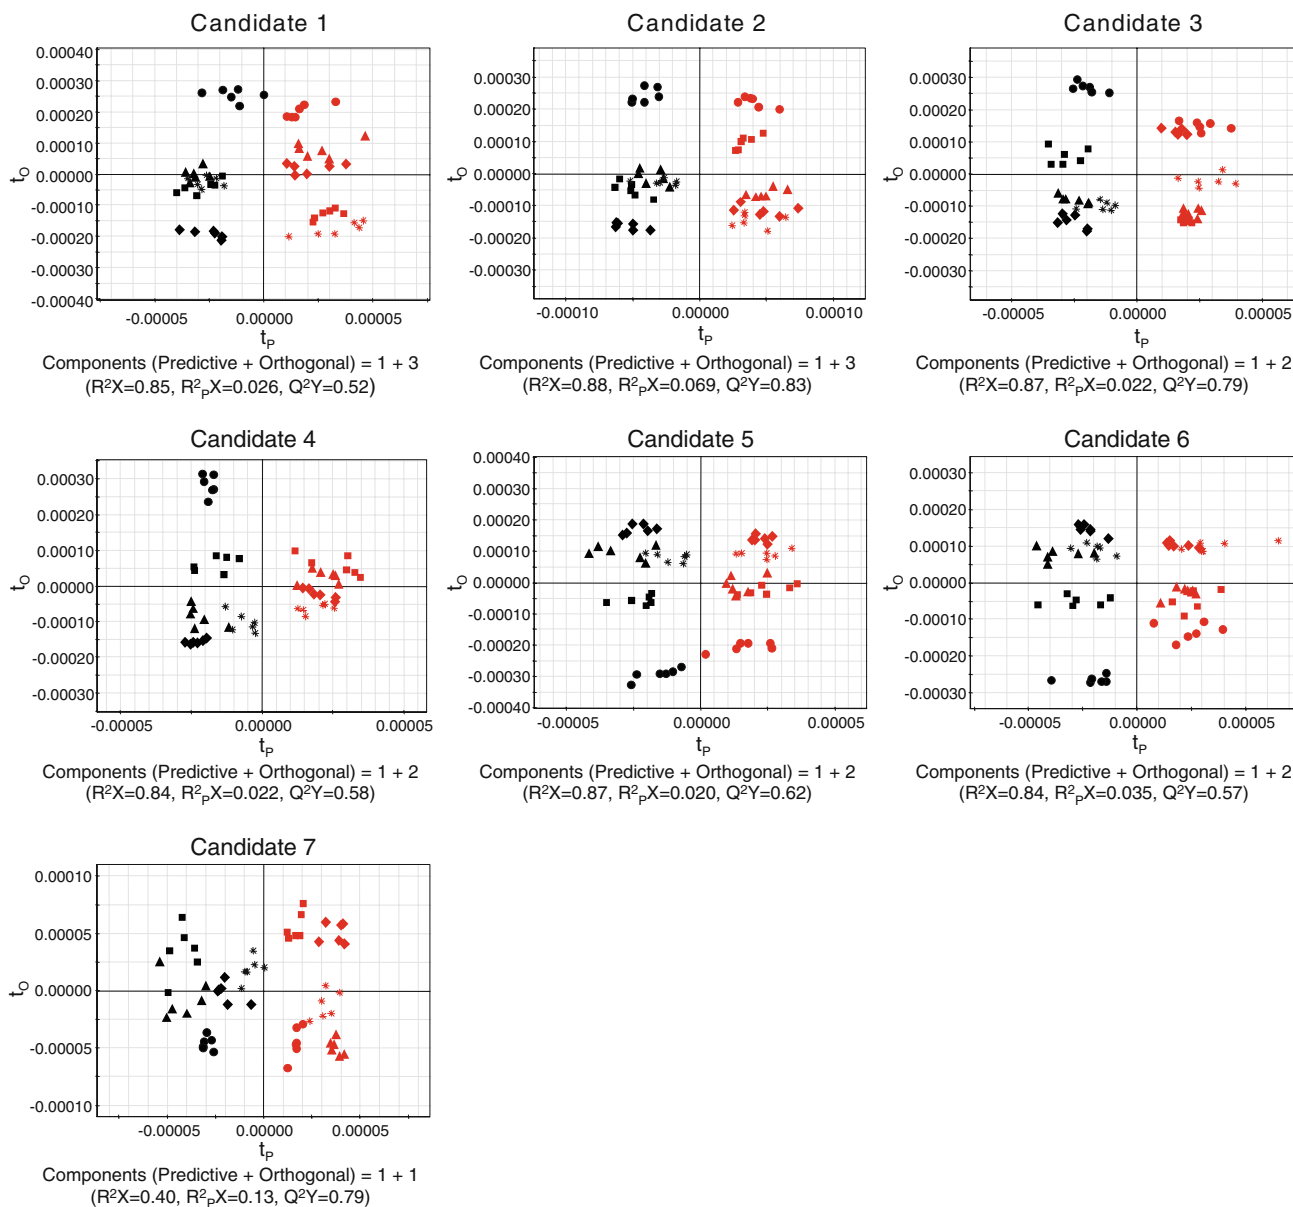 Candidate 1
0.00040
0.00030
0.00020
0.00010
0.00000
-0.00010
-0.00020
-0.00030
-0.00040
tO
-0.00005 0.00000 0.00005
tP
Components (Predictive + Orthogonal) = 1 + 3
(R²X=0.85, R²PX=0.026, Q²Y=0.52)
Candidate 2
0.00030
0.00020
0.00010
0.00000
-0.00010
-0.00020
-0.00030
tO
-0.00010 0.00000 0.00010
tP
Components (Predictive + Orthogonal) = 1 + 3
(R²X=0.88, R²PX=0.069, Q²Y=0.83)
Candidate 3
0.00030
0.00020
0.00010
0.00000
-0.00010
-0.00020
-0.00030
tO
-0.00005 0.00000 0.00005
tP
Components (Predictive + Orthogonal) = 1 + 2
(R²X=0.87, R²PX=0.022, Q²Y=0.79)
Candidate 4
0.00030
0.00020
0.00010
0.00000
-0.00010
-0.00020
-0.00030
tO
-0.00005 0.00000 0.00005
tP
Components (Predictive + Orthogonal) = 1 + 2
(R²X=0.84, R²PX=0.022, Q²Y=0.58)
Candidate 5
0.00040
0.00030
0.00020
0.00010
0.00000
-0.00010
-0.00020
-0.00030
-0.00040
tO
-0.00005 0.00000 0.00005
tP
Components (Predictive + Orthogonal) = 1 + 2
(R²X=0.87, R²PX=0.020, Q²Y=0.62)
Candidate 6
0.00030
0.00020
0.00010
0.00000
-0.00010
-0.00020
-0.00030
tO
-0.00005 0.00000 0.00005
tP
Components (Predictive + Orthogonal) = 1 + 2
(R²X=0.84, R²PX=0.035, Q²Y=0.57)
Candidate 7
0.00010
0.00005
0.00000
-0.00005
-0.00010
tO
-0.00005 0.00000 0.00005
tP
Components (Predictive + Orthogonal) = 1 + 1
(R²X=0.40, R²PX=0.13, Q²Y=0.79)